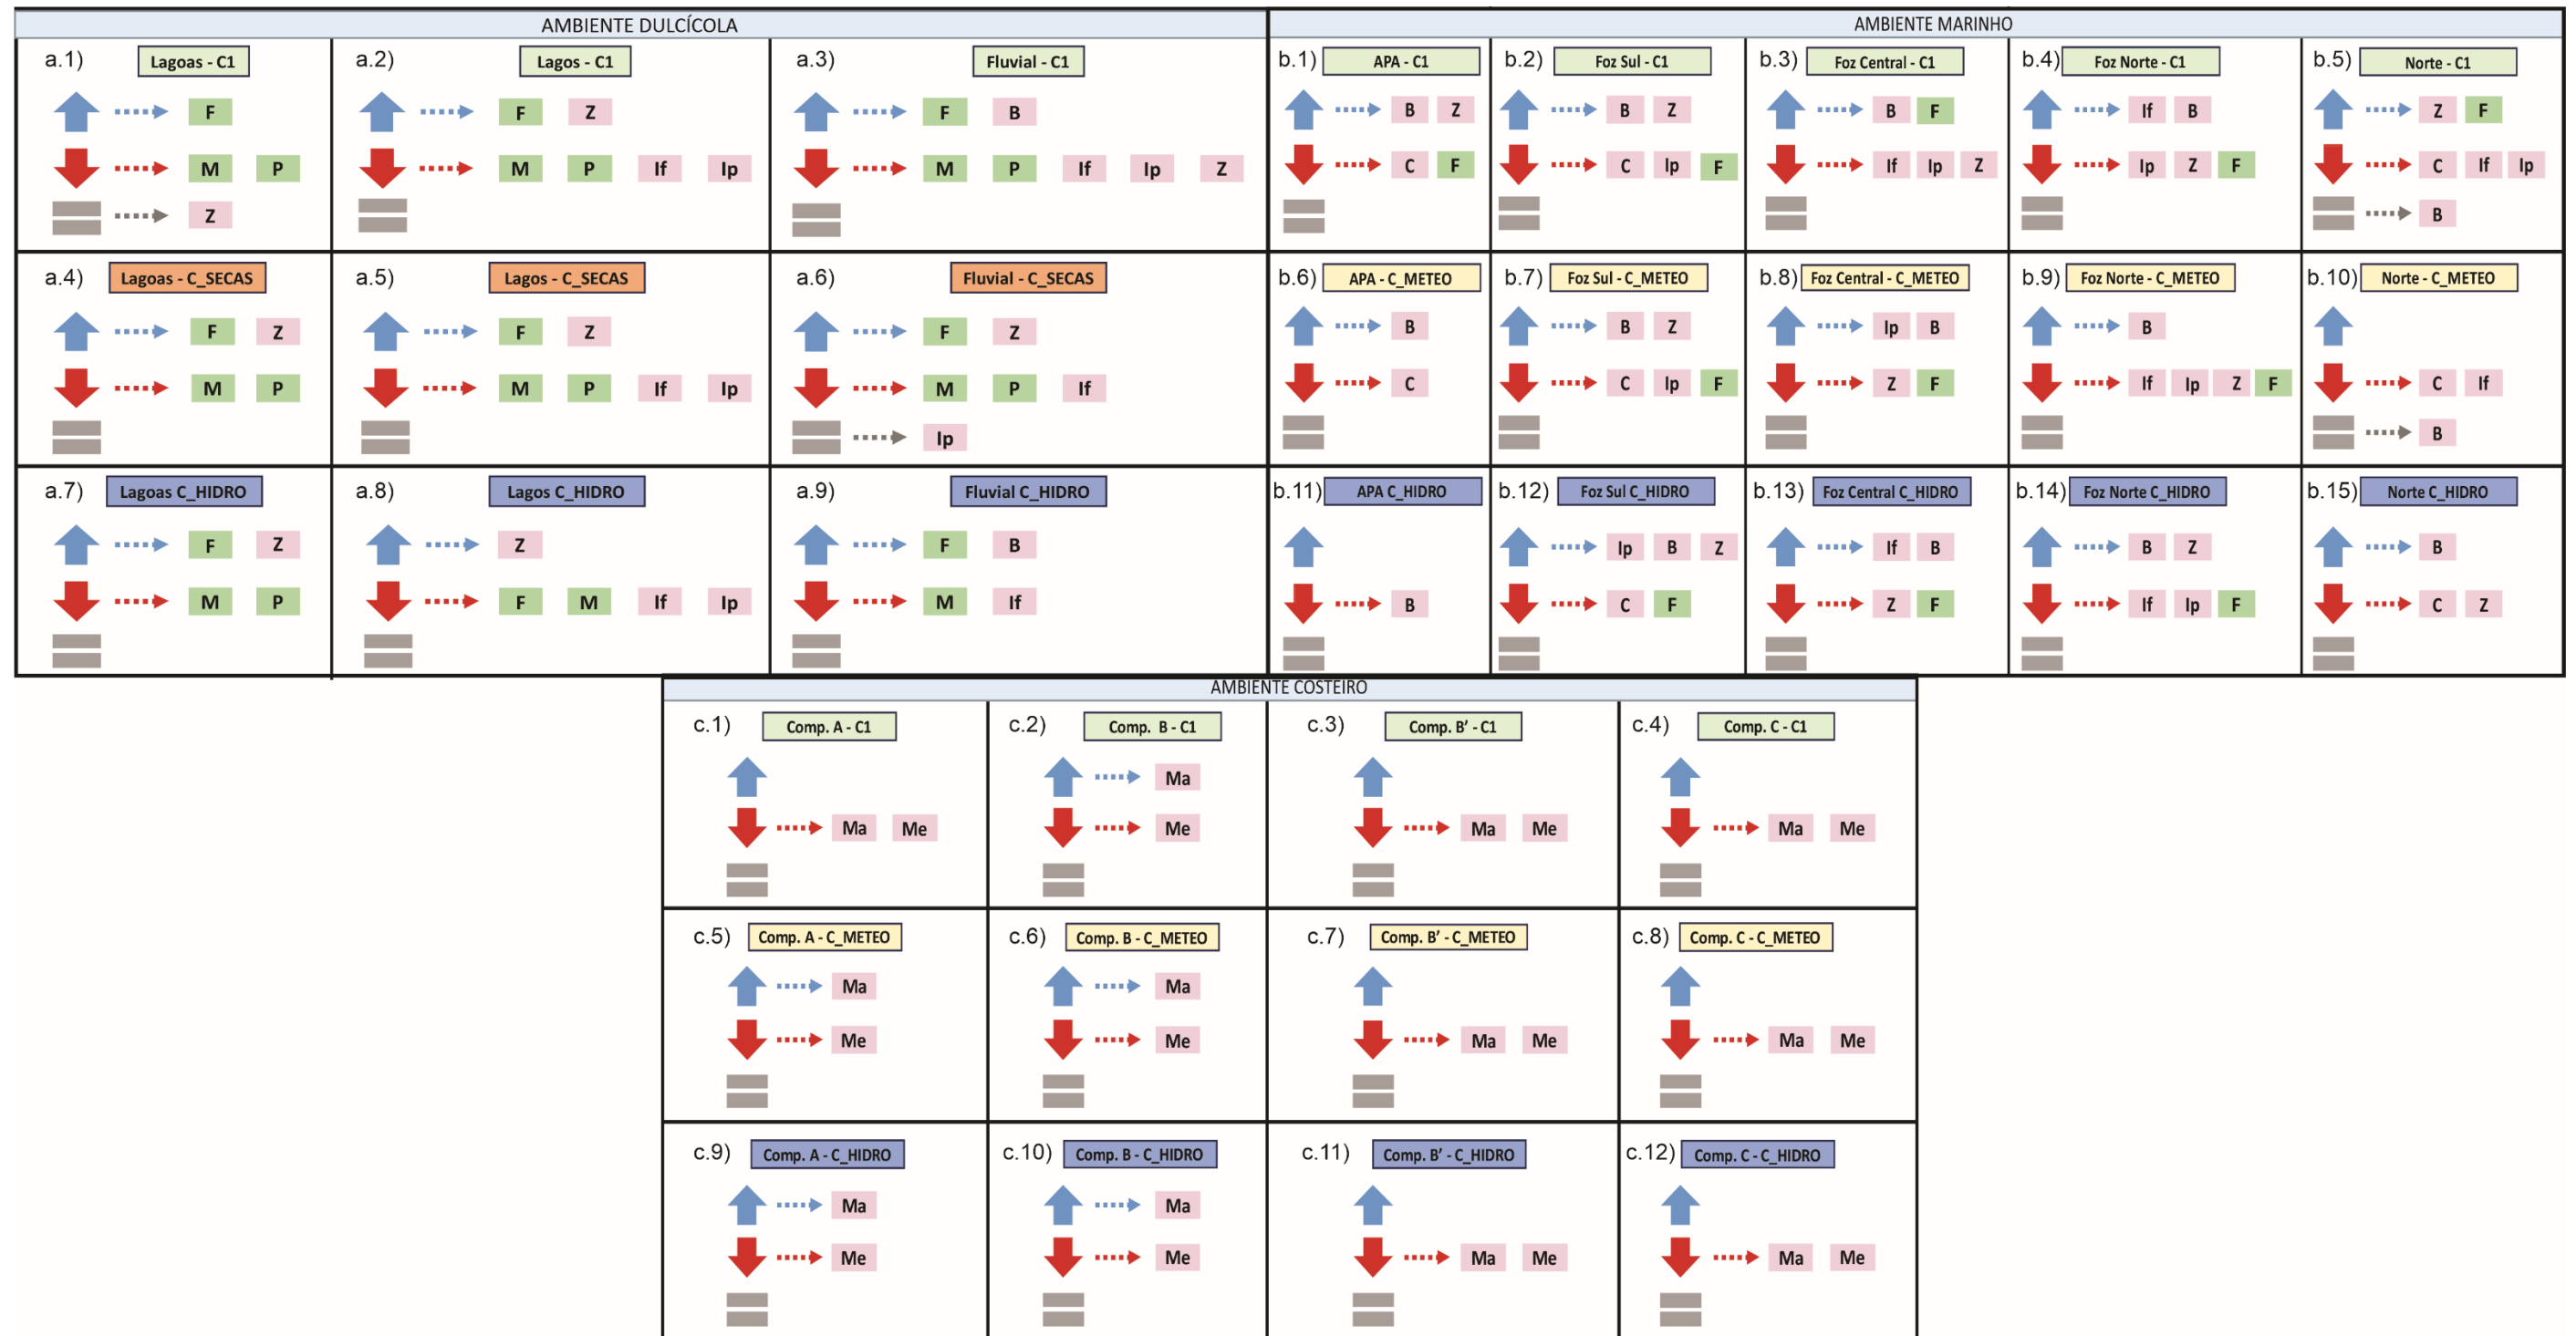 AMBIENTE DULCÍCOLA
a.1) Lagoas - C1
F
M P
Z
a.2) Lagos - C1
F Z
M P If Ip
a.3) Fluvial - C1
F B
M P If Ip Z
a.4) Lagoas - C_SECAS
F Z
M P
a.5) Lagos - C_SECAS
F Z
M P If Ip
a.6) Fluvial - C_SECAS
F Z
M P If
Ip
a.7) Lagoas C_HIDRO
F Z
M P
a.8) Lagos C_HIDRO
Z
F M If Ip
a.9) Fluvial C_HIDRO
F B
M If
AMBIENTE MARINHO
b.1) APA - C1
B Z
C F
b.2) Foz Sul - C1
B Z
C Ip F
b.3) Foz Central - C1
B F
If Ip Z
b.4) Foz Norte - C1
If B
Ip Z F
b.5) Norte - C1
Z F
C If Ip
B
b.6) APA - C_METEO
B
C
b.7) Foz Sul - C_METEO
B Z
C Ip F
b.8) Foz Central - C_METEO
Ip B
Z F
b.9) Foz Norte - C_METEO
B
If Ip Z F
b.10) Norte - C_METEO
C If
B
b.11) APA C_HIDRO
B
b.12) Foz Sul C_HIDRO
Ip B Z
C F
b.13) Foz Central C_HIDRO
If B
Z F
b.14) Foz Norte C_HIDRO
B Z
If Ip F
b.15) Norte C_HIDRO
B
C Z
AMBIENTE COSTEIRO
c.1) Comp. A - C1
Ma Me
c.2) Comp. B - C1
Ma
Me
c.3) Comp. B’ - C1
Ma Me
c.4) Comp. C - C1
Ma Me
c.5) Comp. A - C_METEO
Ma
Me
c.6) Comp. B - C_METEO
Ma
Me
c.7) Comp. B’ - C_METEO
Ma Me
c.8) Comp. C - C_METEO
Ma Me
c.9) Comp. A - C_HIDRO
Ma
Me
c.10) Comp. B - C_HIDRO
Ma
Me
c.11) Comp. B’ - C_HIDRO
Ma Me
c.12) Comp. C - C_HIDRO
Ma Me